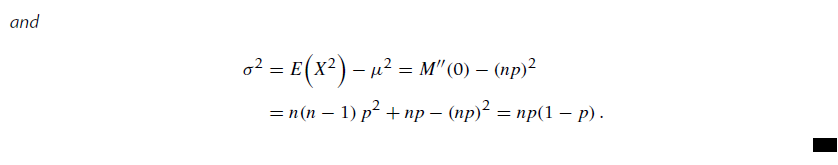 and
σ² = E(X²) − μ² = M″(0) − (np)²
= n(n − 1) p² + np − (np)² = np(1 − p) .